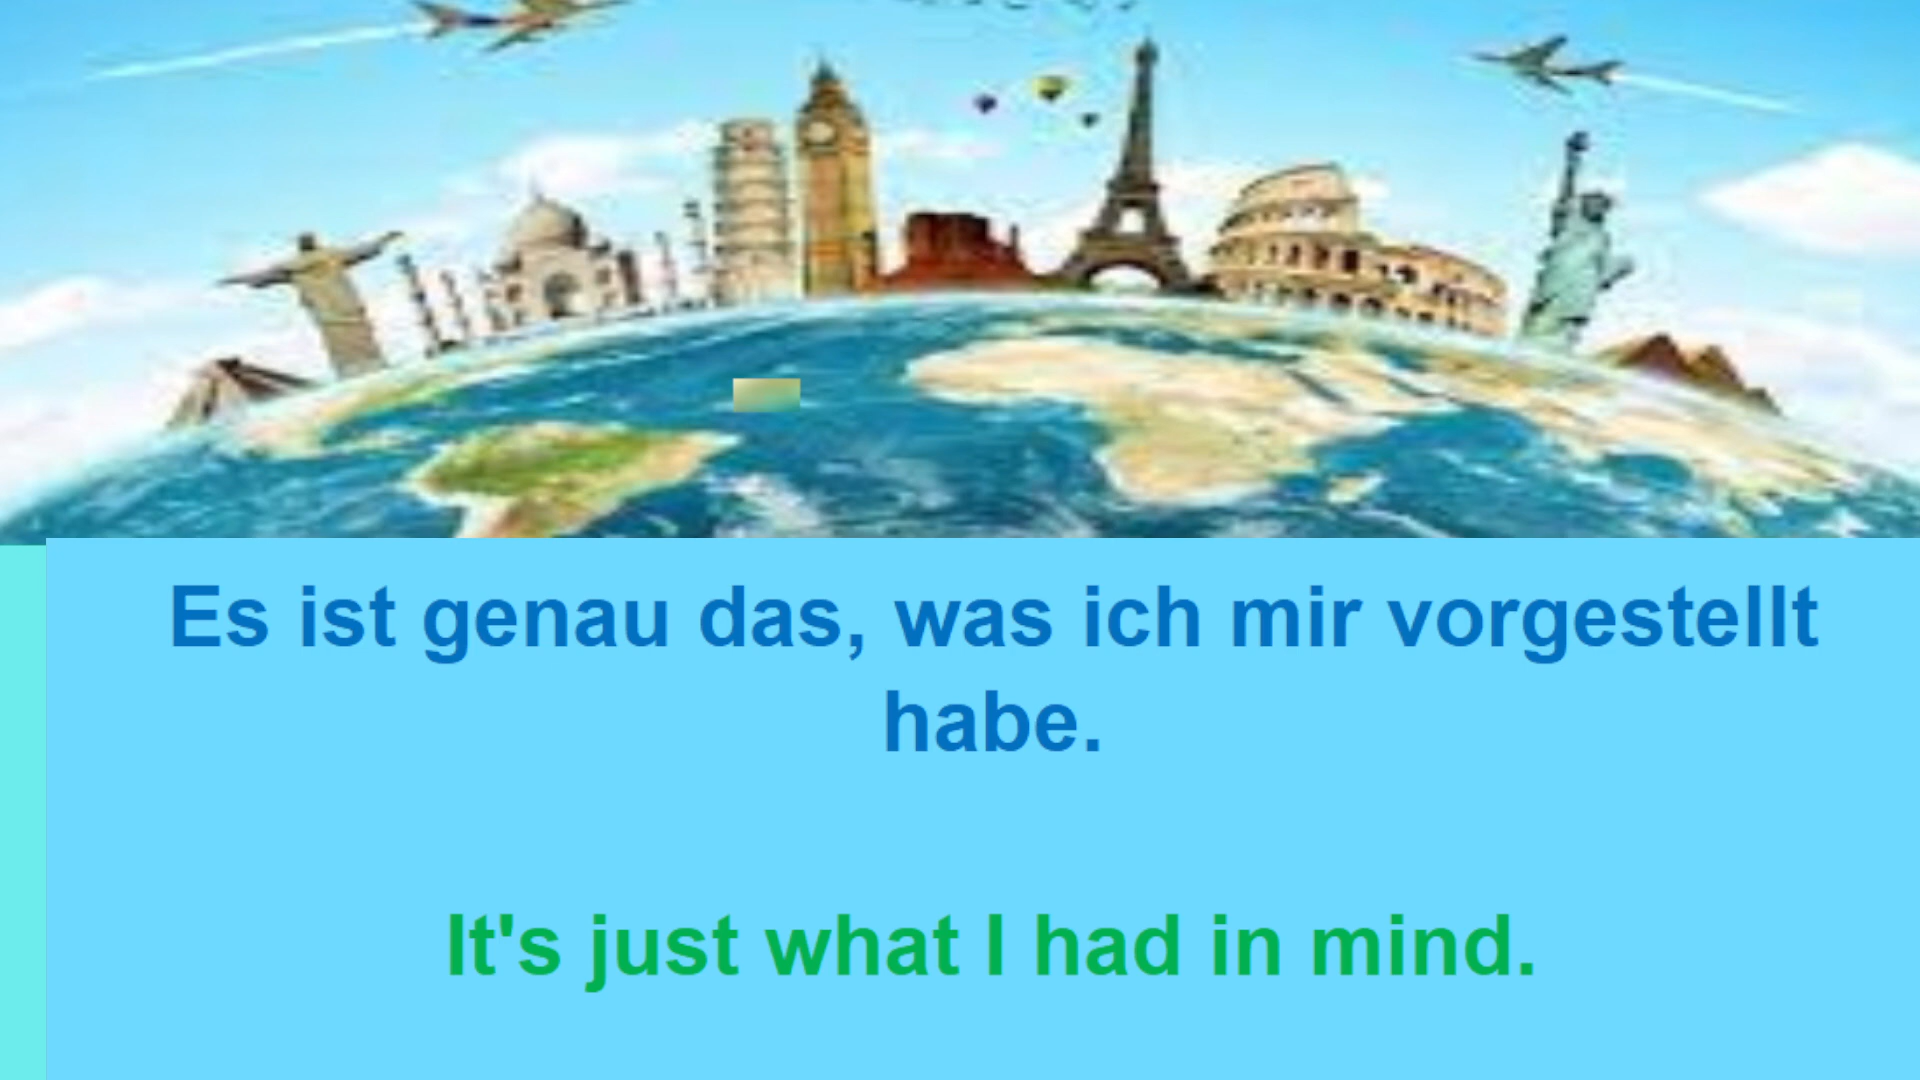 Es ist genau das, was ich mir vorgestellt
habe.
It's just what I had in mind.